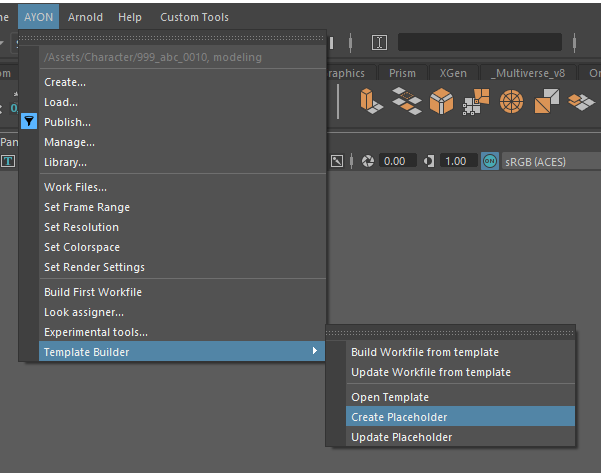 ne AYON Arnold Help Custom Tools
/Assets/Character/999_abc_0010, modeling
om raphics Prism XGen _Multiverse_v8 Or
Create...
Load...
Publish...
Manage...
Pan
Library...
T 0.00 1.00 ON sRGB (ACES)
Work Files...
Set Frame Range
Set Resolution
Set Colorspace
Set Render Settings
Build First Workfile
Look assigner...
Experimental tools...
Template Builder
Build Workfile from template
Update Workfile from template
Open Template
Create Placeholder
Update Placeholder